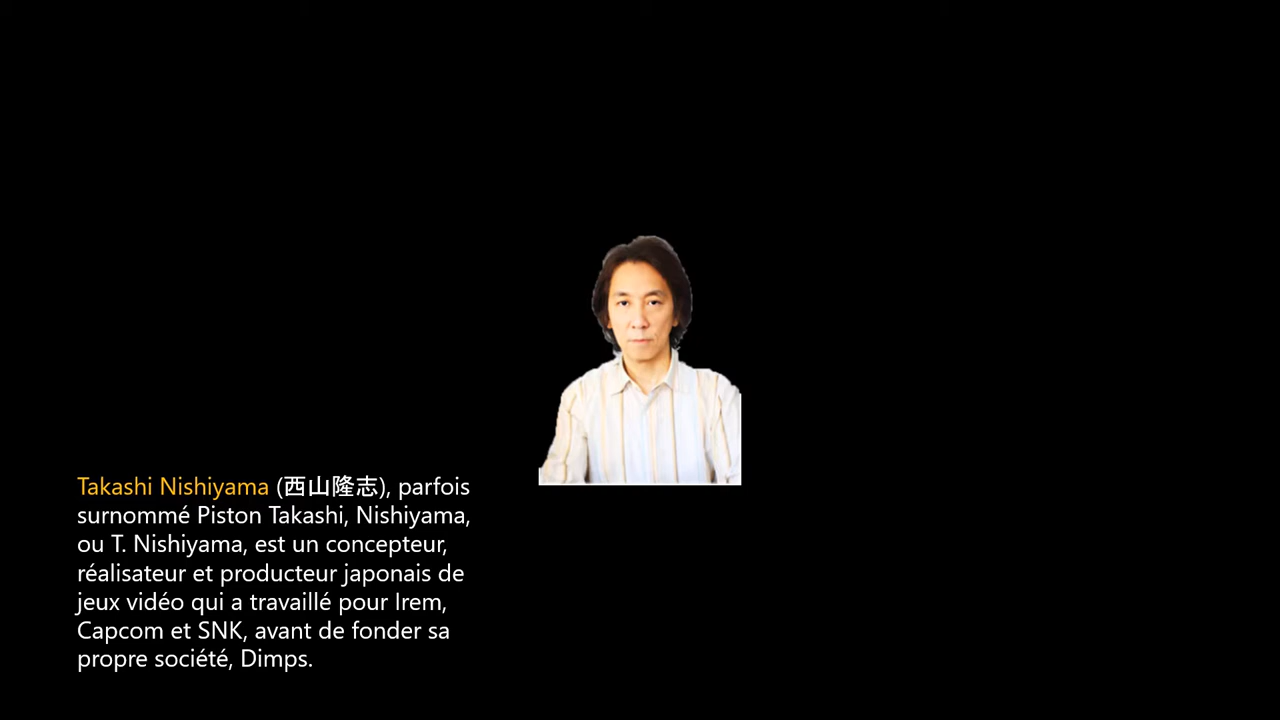 Takashi Nishiyama (西山隆志), parfois
surnommé Piston Takashi, Nishiyama,
ou T. Nishiyama, est un concepteur,
réalisateur et producteur japonais de
jeux vidéo qui a travaillé pour Irem,
Capcom et SNK, avant de fonder sa
propre société, Dimps.